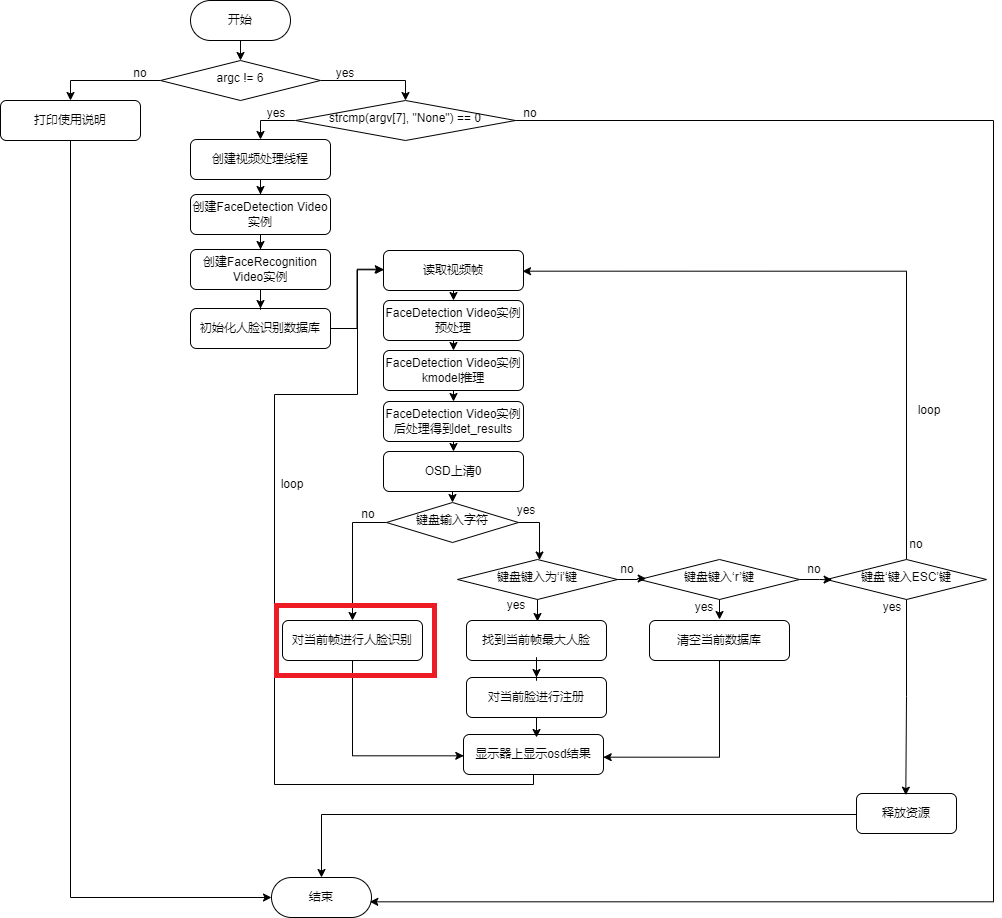 开始
argc != 6
no
yes
打印使用说明
strcmp(argv[7], "None") == 0
yes
no
创建视频处理线程
创建FaceDetection Video
实例
创建FaceRecognition
Video实例
初始化人脸识别数据库
读取视频帧
FaceDetection Video实例
预处理
FaceDetection Video实例
kmodel推理
FaceDetection Video实例
后处理得到det_results
OSD上清0
loop
loop
键盘输入字符
no
yes
键盘键入为‘i’键
no
键盘键入‘r’键
no
键盘‘键入ESC’键
no
yes
yes
yes
对当前帧进行人脸识别
找到当前帧最大人脸
清空当前数据库
对当前脸进行注册
显示器上显示osd结果
释放资源
结束